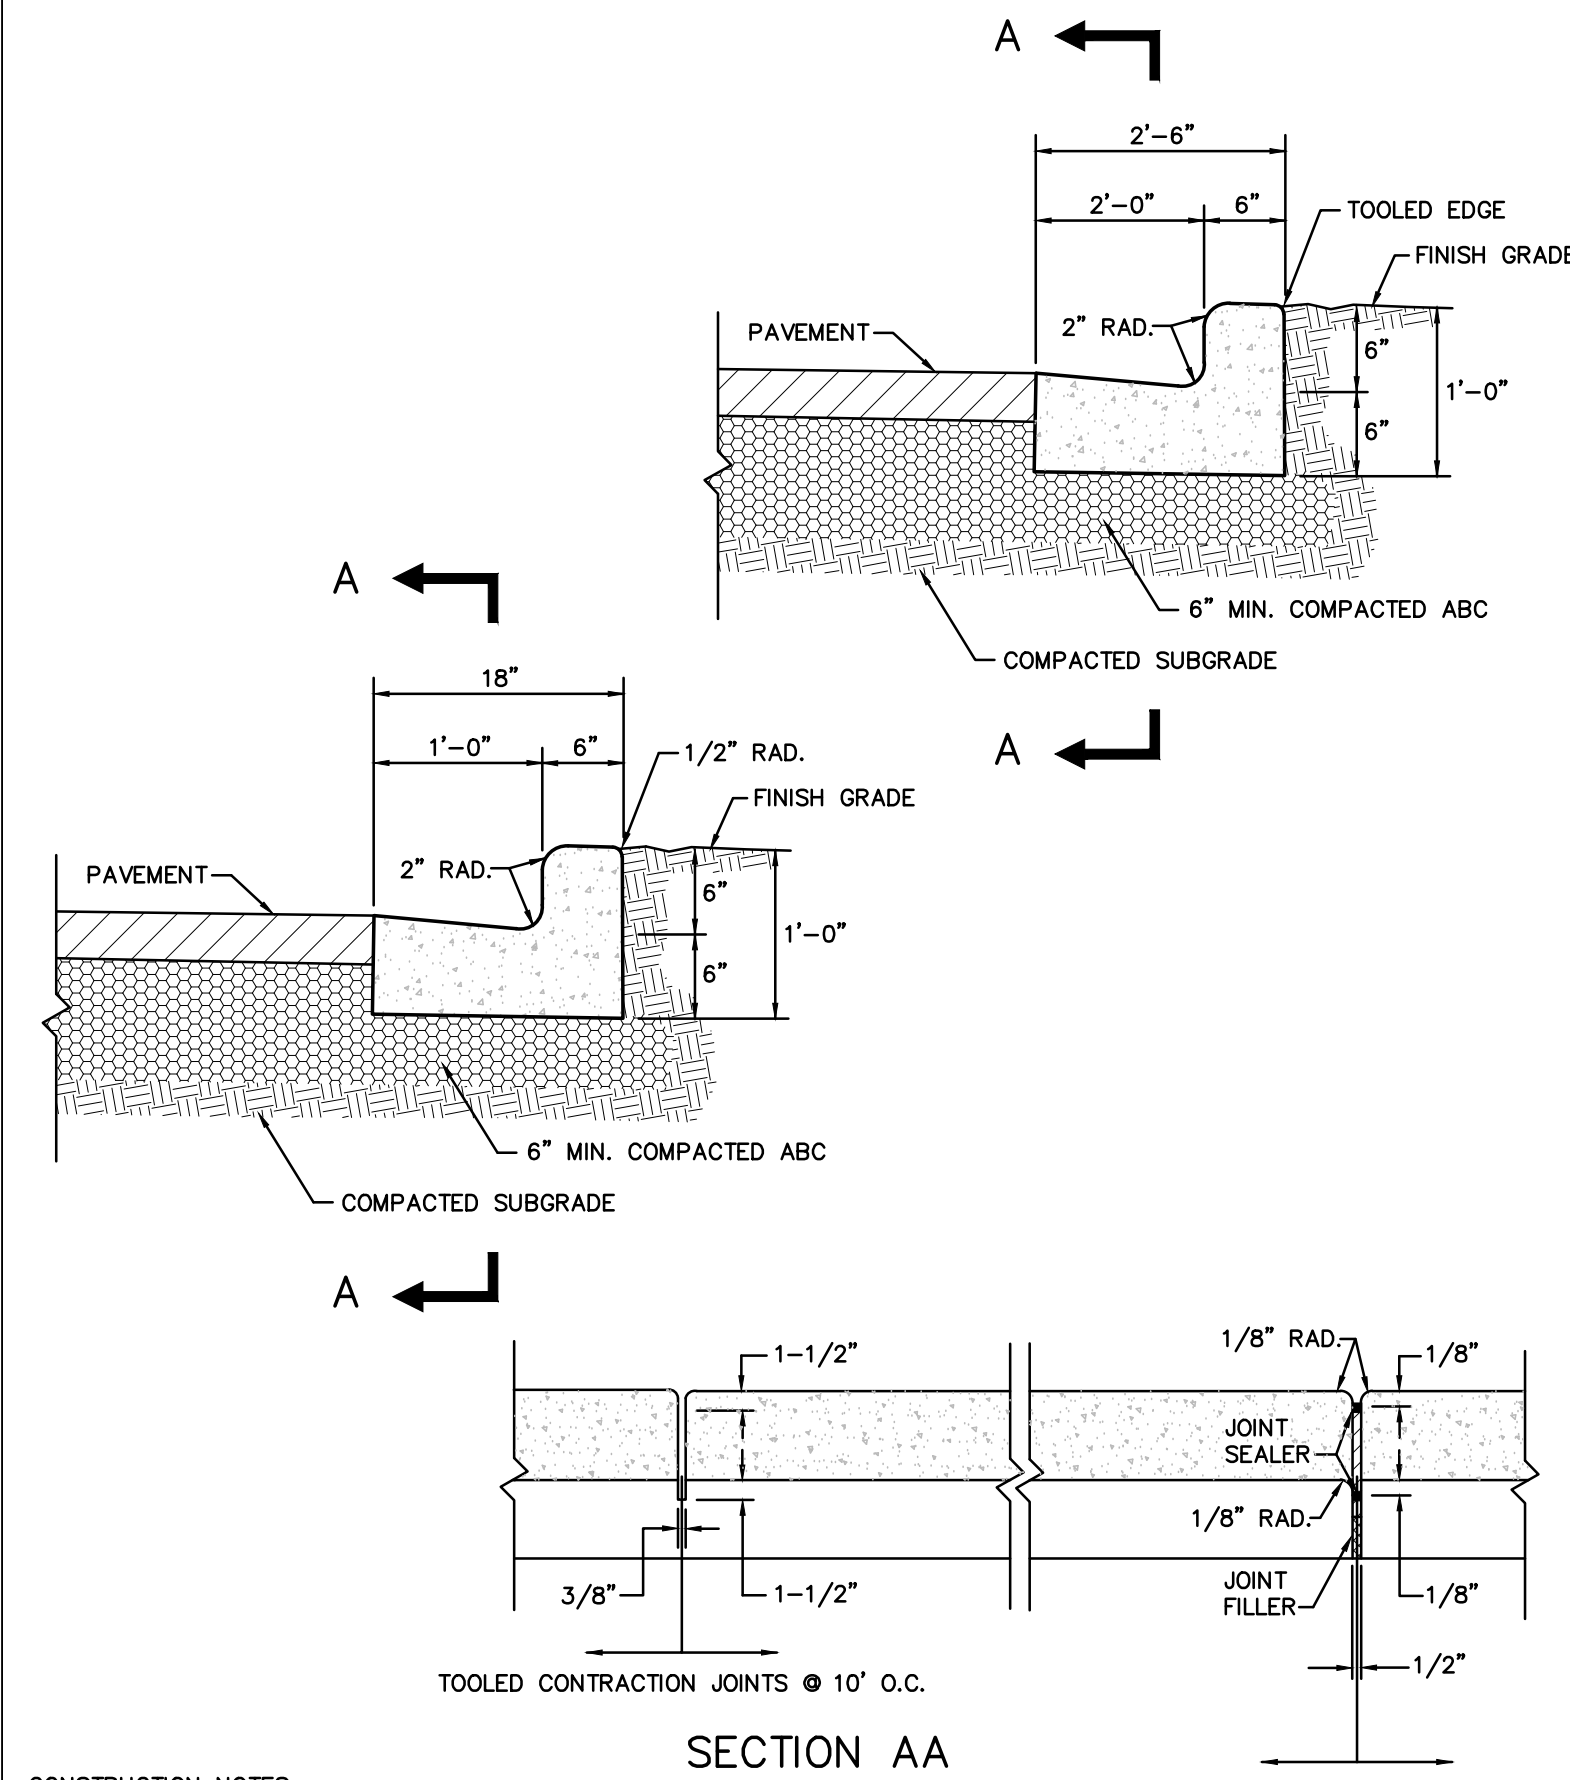 A
2'-6"
2'-0"
6"
TOOLED EDGE
FINISH GRADE
2" RAD.
PAVEMENT
6"
1'-0"
6"
6" MIN. COMPACTED ABC
COMPACTED SUBGRADE
A
A
18"
1'-0"
6"
1/2" RAD.
FINISH GRADE
2" RAD.
PAVEMENT
6"
1'-0"
6"
6" MIN. COMPACTED ABC
COMPACTED SUBGRADE
A
1-1/2"
1/8" RAD.
1/8"
JOINT
SEALER
1/8" RAD.
3/8"
1-1/2"
JOINT
FILLER
1/8"
1/2"
TOOLED CONTRACTION JOINTS @ 10' O.C.
SECTION AA
CONSTRUCTION NOTES